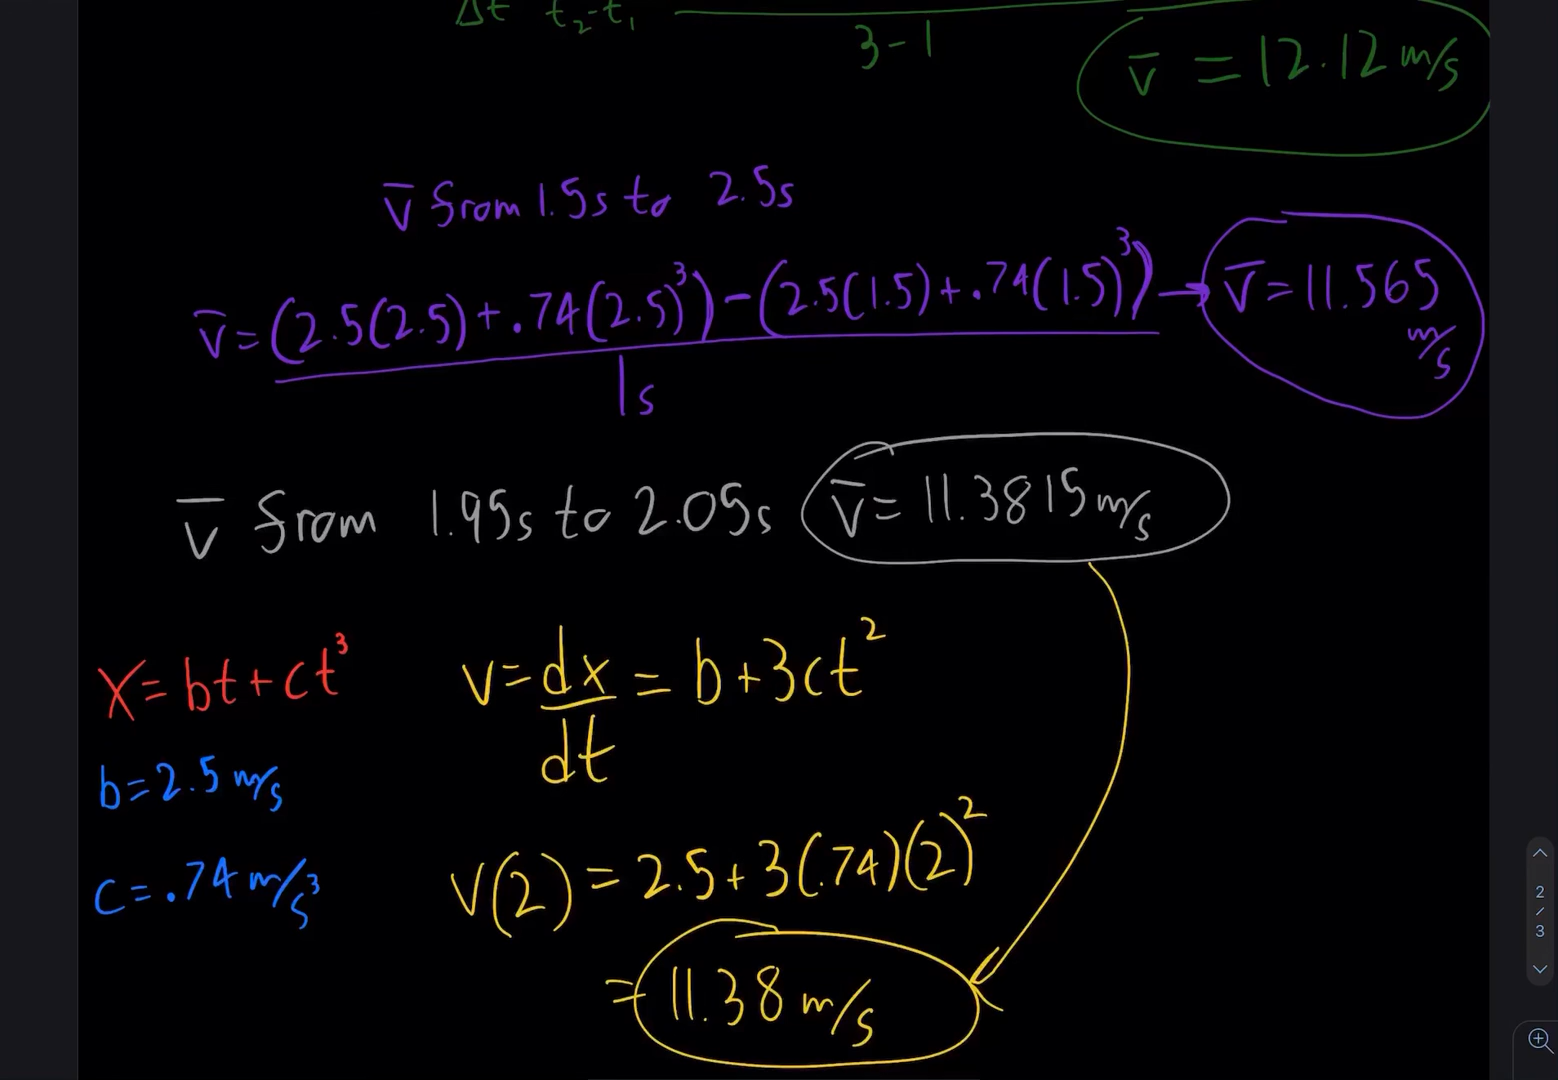 Δt t₂-t₁
3-1
v̄ = 12.12 m/s
v̄ from 1.5s to 2.5s
v̄ = (2.5(2.5)+.74(2.5)³)-(2.5(1.5)+.74(1.5)³) → v̄=11.565 m/s
1s
v̄ from 1.95s to 2.05s v̄=11.3815 m/s
x=bt+ct³ v=dx/dt = b+3ct²
b=2.5 m/s
c=.74 m/s³ v(2)=2.5+3(.74)(2)²
=11.38 m/s
2
/
3